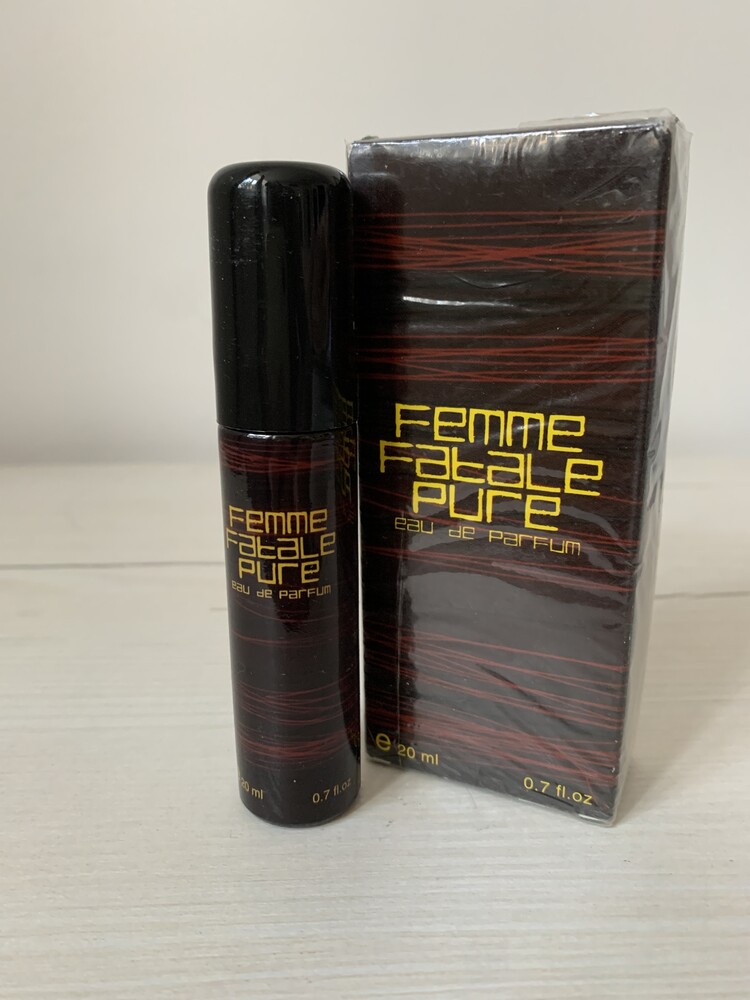 Femme
Fatale
Pure
eau de parfum
20 ml
0.7 fl.oz
Femme
Fatale
Pure
eau de parfum
e 20 ml
0.7 fl.oz